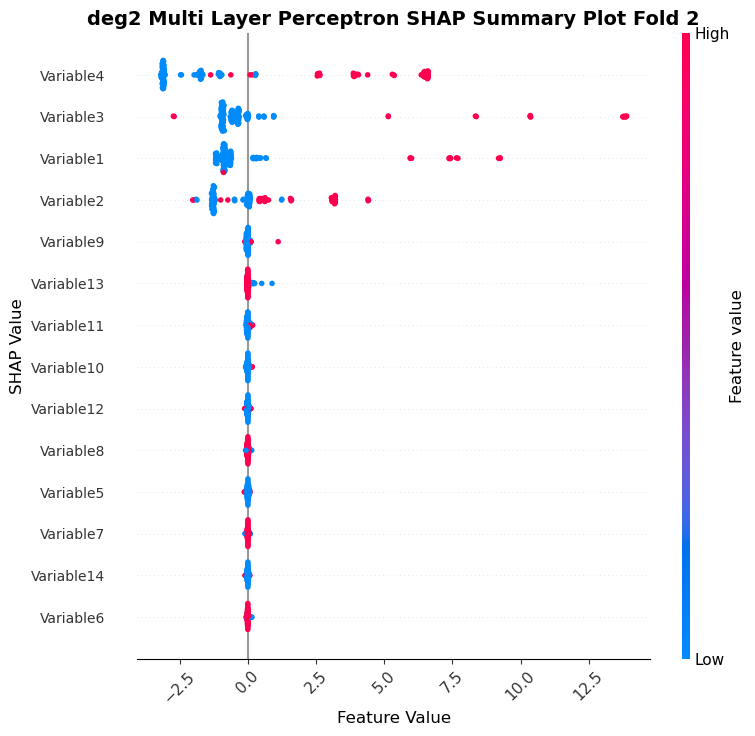 deg2 Multi Layer Perceptron SHAP Summary Plot Fold 2
High
Variable4
Variable3
Variable1
Variable2
Variable9
Variable13
Variable11
Variable10
Variable12
Variable8
Variable5
Variable7
Variable14
Variable6
SHAP Value
Feature value
Low
−2.5
0.0
2.5
5.0
7.5
10.0
12.5
Feature Value